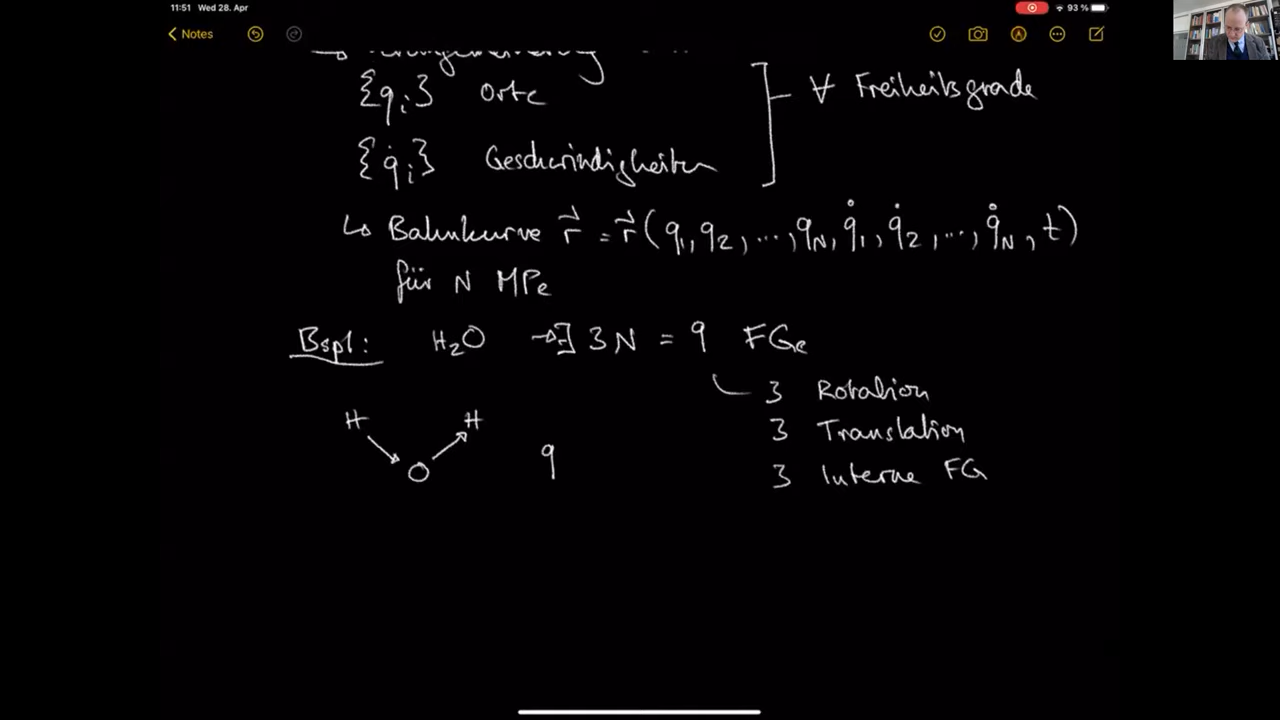 11:51 Wed 28. Apr 93 %
Notes
{qᵢ} Orte
∀ Freiheitsgrade
{q̇ᵢ} Geschwindigkeiten
↳ Bahnkurve r⃗ = r⃗ (q₁, q₂, ..., q_N, q̇₁, q̇₂, ..., q̇_N, t)
für N MPe
Bspl: H₂O → 3N = 9 FGe
3 Rotation
H H 3 Translation
O q 3 Interne FG